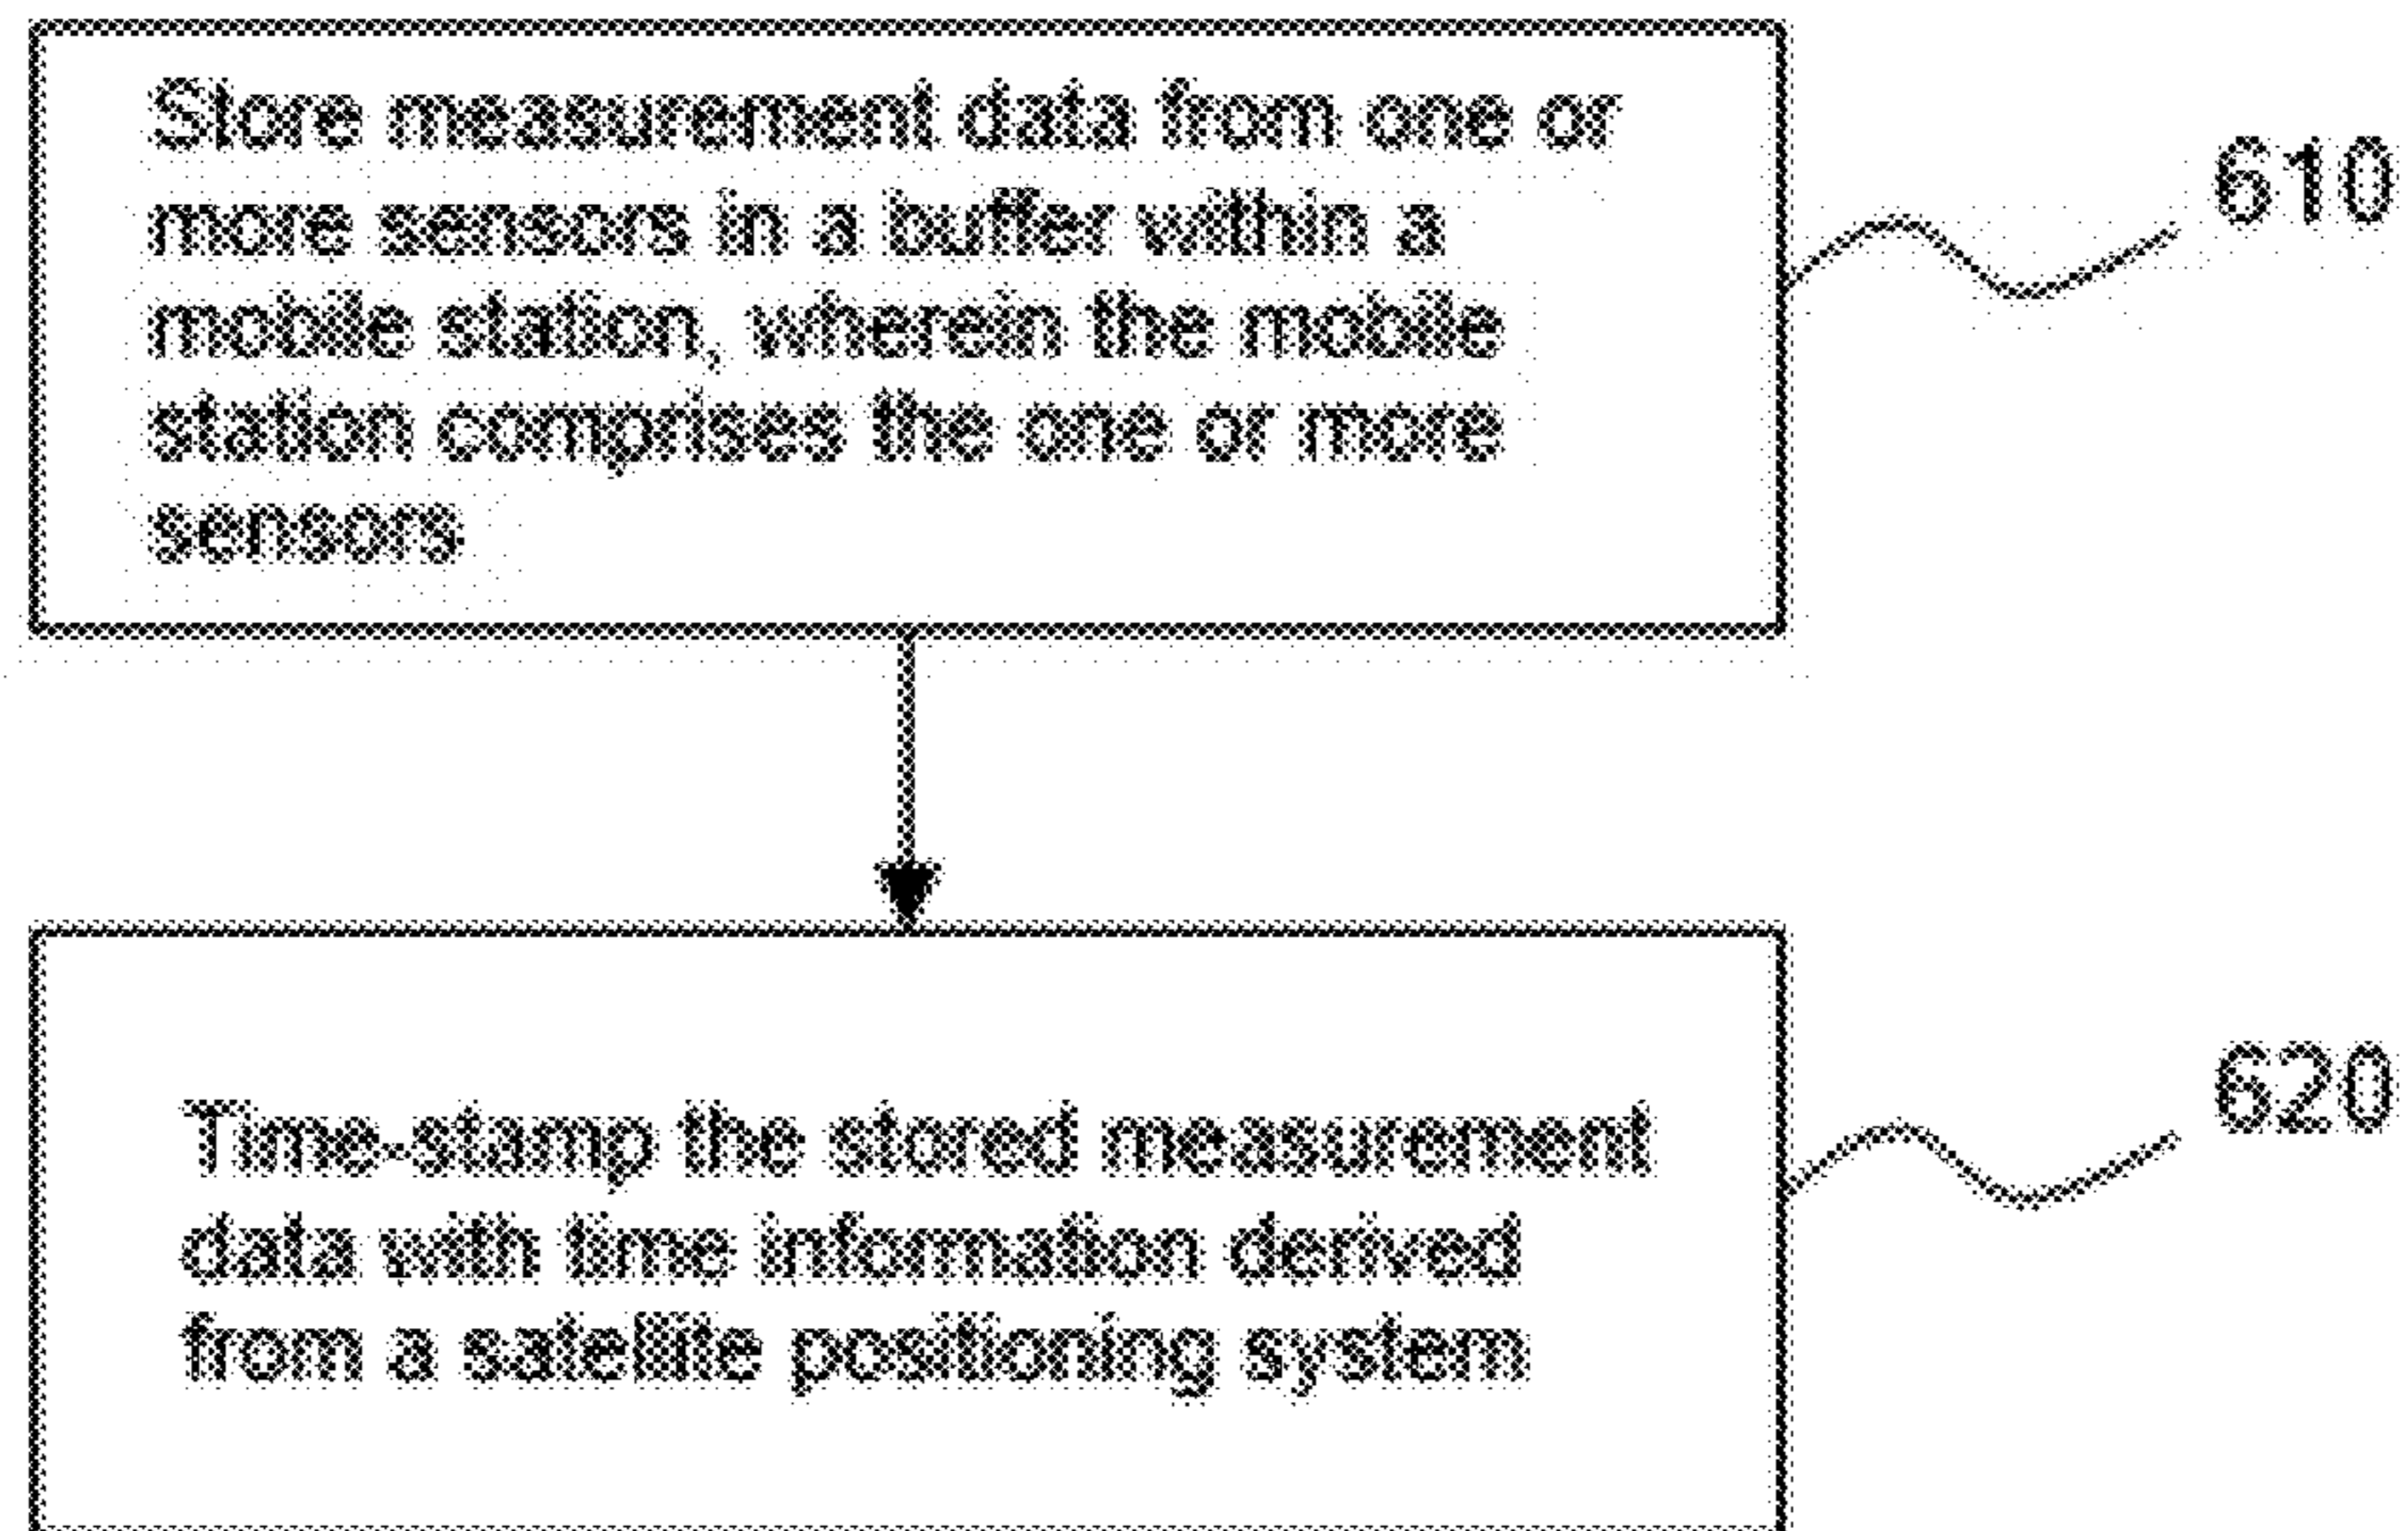 Store measurement data from one or
more sensors in a buffer within a
mobile station, wherein the mobile
station comprises the one or more
sensors
610
Time-stamp the stored measurement
data with time information derived
from a satellite positioning system
620